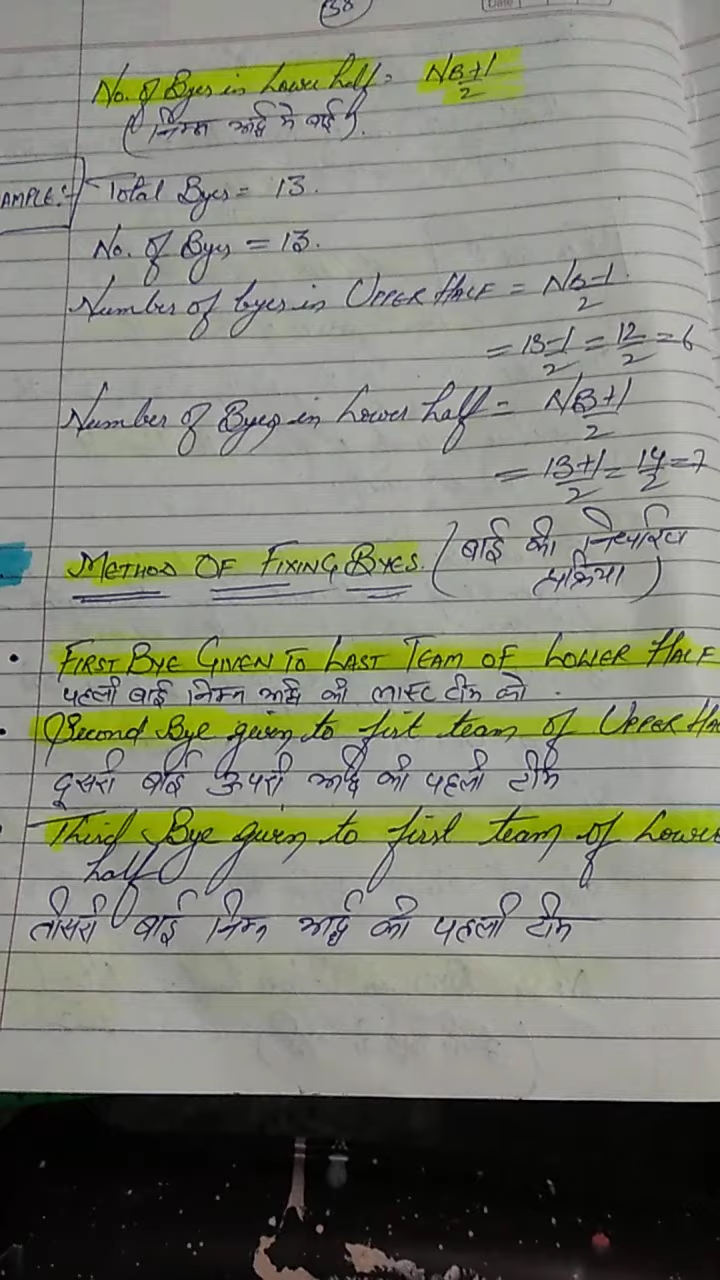 38
Date
No. of Byes in Lower half = NB+1/2
(निम्न अर्द्ध मे बाई).
AMPLE:- Total Byes = 13.
No. of Byes = 13.
Number of byes in UPPER HALF = NB-1/2
= 13-1/2 = 12/2 = 6
Number of Byes in Lower half = NB+1/2
= 13+1/2 = 14/2 = 7
METHOD OF FIXING BYES. (बाई की निर्धारित
प्रक्रिया)
• FIRST BYE GIVEN TO LAST TEAM OF LOWER HALF
पहली बाई निम्न अर्द्ध की लास्ट टीम को.
• Second Bye given to first team of UPPER HA
दूसरी बाई ऊपरी अर्द्ध की पहली टीम
Third Bye given to first team of Lower
half
तीसरी बाई निम्न अर्द्ध की पहली टीम